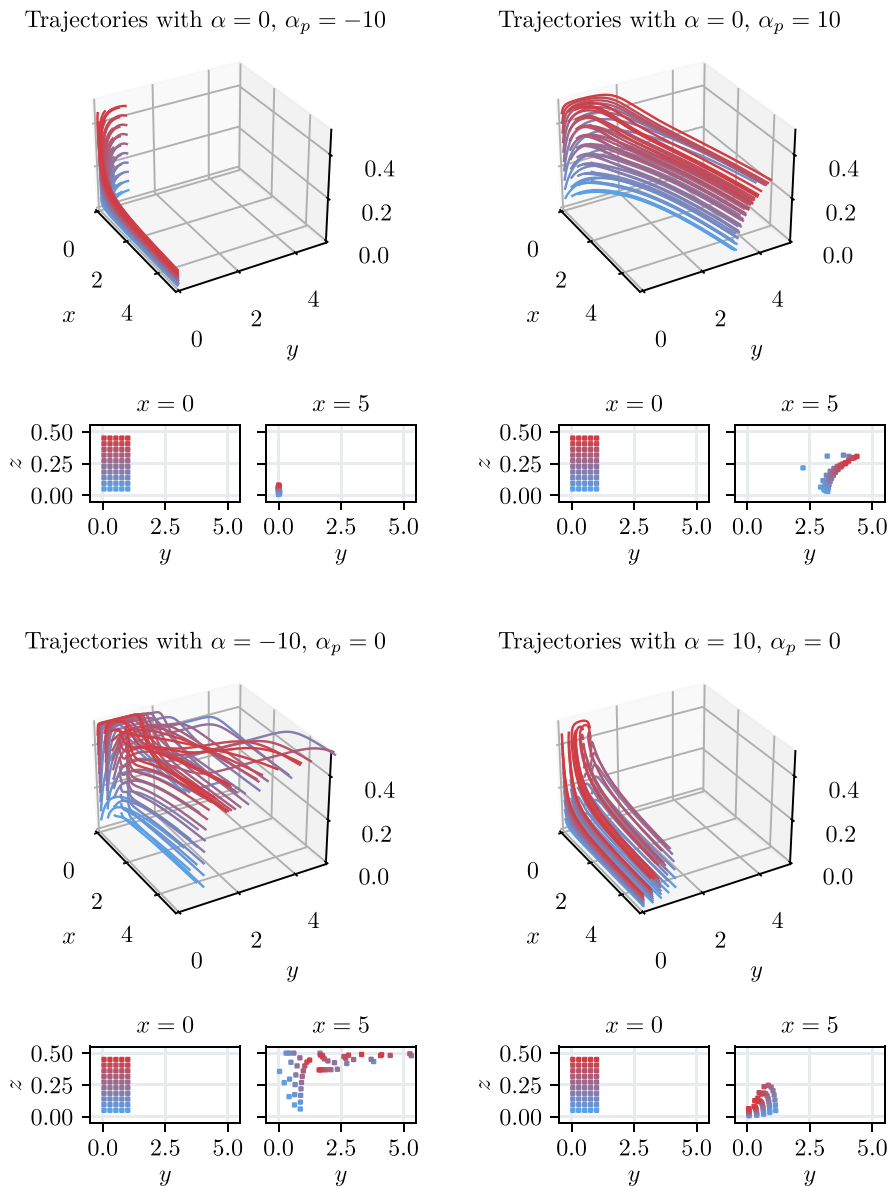 Trajectories with α = 0, αₚ = −10
0.4
0.2
0.0
0
2
x
4
4
2
0
y
x = 0
x = 5
0.50
z
0.25
0.00
0.0
2.5
5.0
0.0
2.5
5.0
y
y
Trajectories with α = 0, αₚ = 10
0.4
0.2
0.0
0
2
x
4
4
2
0
y
x = 0
x = 5
0.50
z
0.25
0.00
0.0
2.5
5.0
0.0
2.5
5.0
y
y
Trajectories with α = −10, αₚ = 0
0.4
0.2
0.0
0
2
x
4
4
2
0
y
x = 0
x = 5
0.50
z
0.25
0.00
0.0
2.5
5.0
0.0
2.5
5.0
y
y
Trajectories with α = 10, αₚ = 0
0.4
0.2
0.0
0
2
x
4
4
2
0
y
x = 0
x = 5
0.50
z
0.25
0.00
0.0
2.5
5.0
0.0
2.5
5.0
y
y